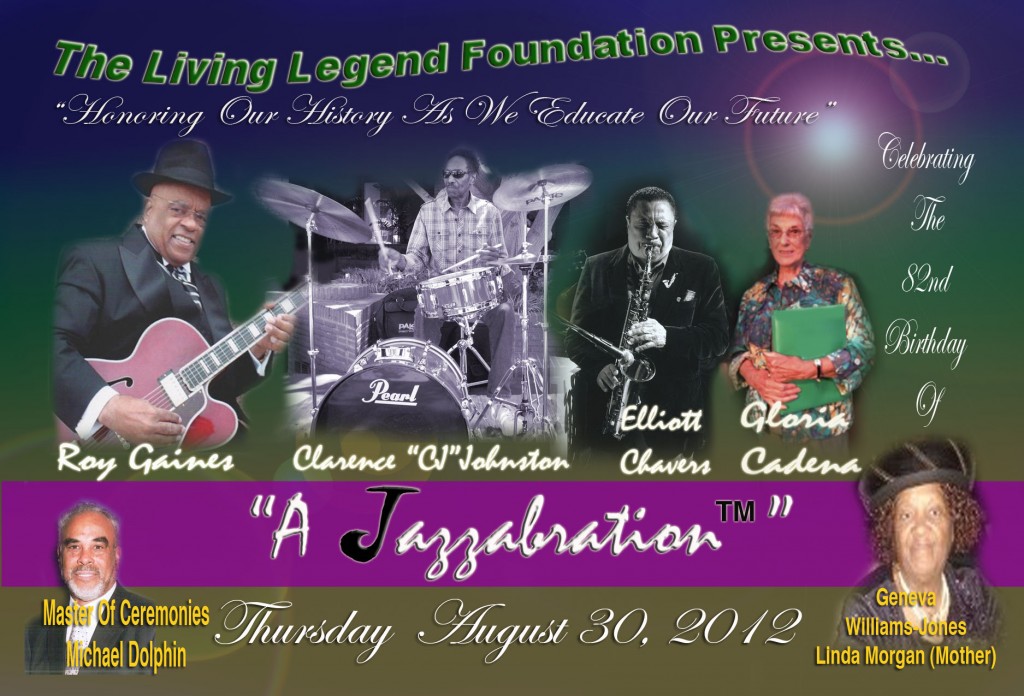 The Living Legend Foundation Presents...
"Honoring Our History As We Educate Our Future"
Celebrating
The
82nd
Birthday
Of
Pearl
Roy Gaines
Clarence "CJ" Johnston
Elliott
Chavers
Gloria
Cadena
"A Jazzabration™"
Master Of Ceremonies
Michael Dolphin
Thursday August 30, 2012
Geneva
Williams-Jones
Linda Morgan (Mother)